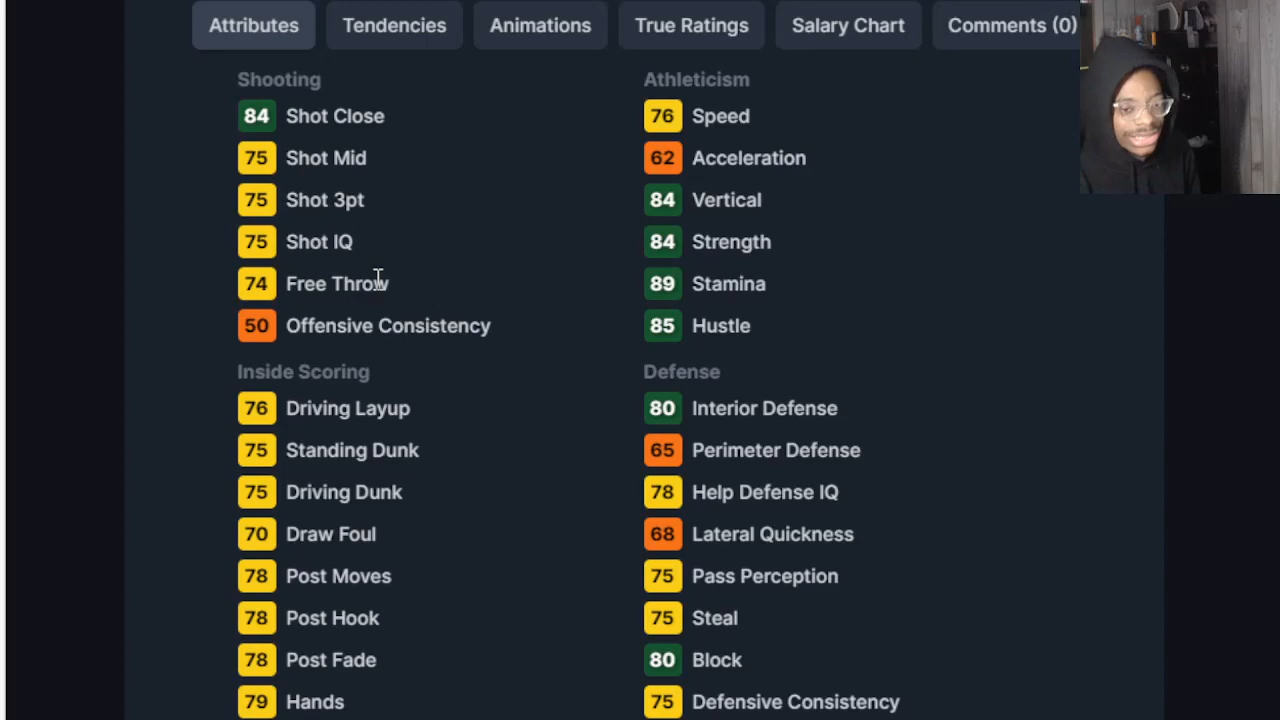 Attributes Tendencies Animations True Ratings Salary Chart Comments (0)
Shooting
84 Shot Close
75 Shot Mid
75 Shot 3pt
75 Shot IQ
74 Free Throw
50 Offensive Consistency
Inside Scoring
76 Driving Layup
75 Standing Dunk
75 Driving Dunk
70 Draw Foul
78 Post Moves
78 Post Hook
78 Post Fade
79 Hands
Athleticism
76 Speed
62 Acceleration
84 Vertical
84 Strength
89 Stamina
85 Hustle
Defense
80 Interior Defense
65 Perimeter Defense
78 Help Defense IQ
68 Lateral Quickness
75 Pass Perception
75 Steal
80 Block
75 Defensive Consistency